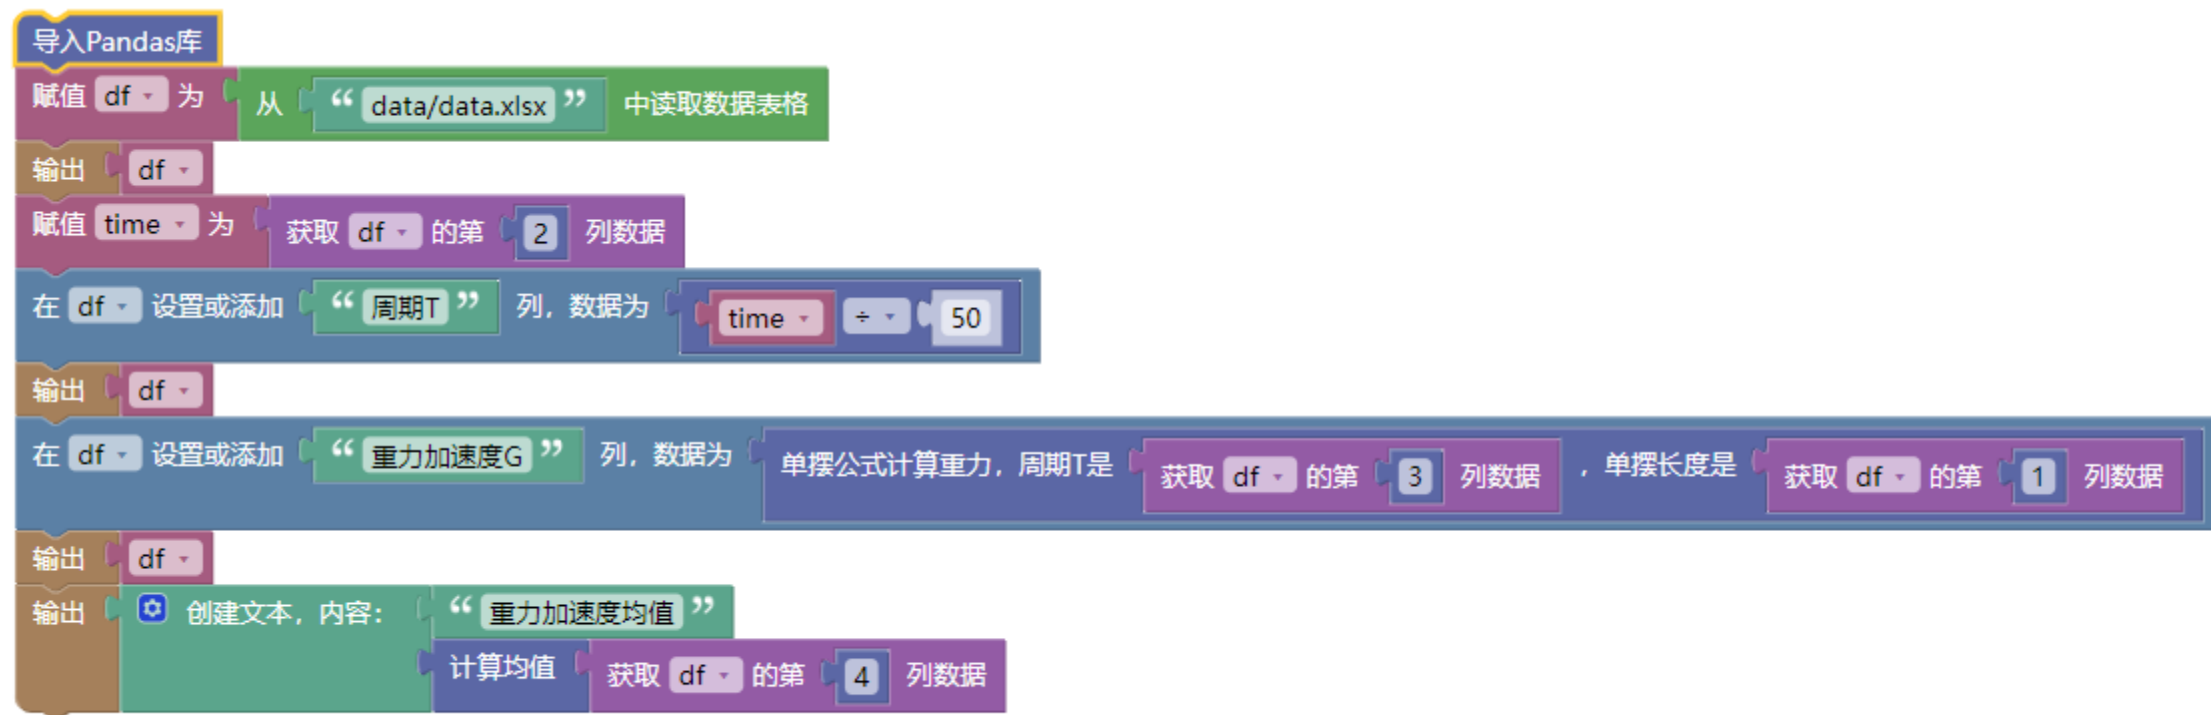 导入Pandas库
赋值 df 为 从 “ data/data.xlsx ” 中读取数据表格
输出 df
赋值 time 为 获取 df 的第 2 列数据
在 df 设置或添加 “ 周期T ” 列，数据为 time ÷ 50
输出 df
在 df 设置或添加 “ 重力加速度G ” 列，数据为 单摆公式计算重力，周期T是 获取 df 的第 3 列数据 ，单摆长度是 获取 df 的第 1 列数据
输出 df
输出 创建文本，内容： “ 重力加速度均值 ”
计算均值 获取 df 的第 4 列数据